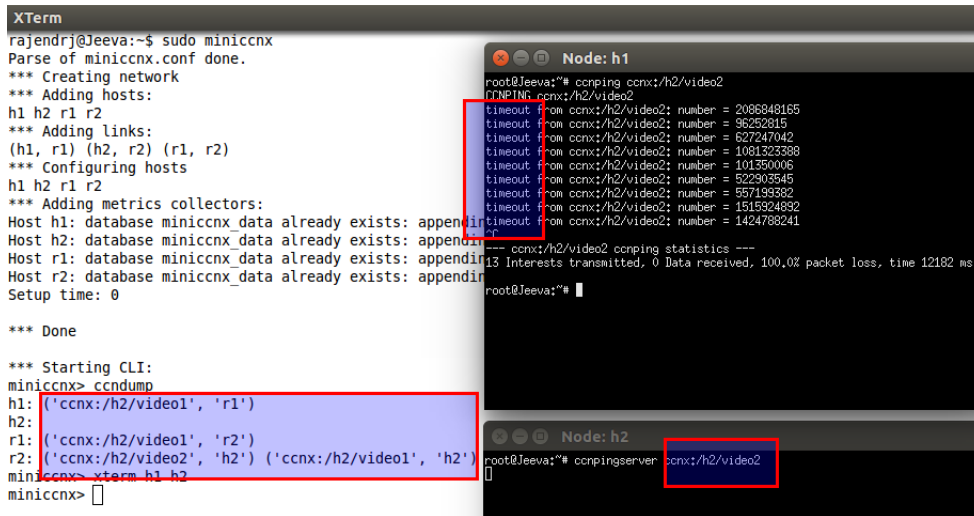 XTerm
rajendrj@Jeeva:~$ sudo miniccnx
Parse of miniccnx.conf done.
*** Creating network
*** Adding hosts:
h1 h2 r1 r2
*** Adding links:
(h1, r1) (h2, r2) (r1, r2)
*** Configuring hosts
h1 h2 r1 r2
*** Adding metrics collectors:
Host h1: database miniccnx_data already exists: appendin
Host h2: database miniccnx_data already exists: appendin
Host r1: database miniccnx_data already exists: appendin
Host r2: database miniccnx_data already exists: appendin
Setup time: 0
*** Done
*** Starting CLI:
miniccnx> ccndump
h1: ('ccnx:/h2/video1', 'r1')
h2:
r1: ('ccnx:/h2/video1', 'r2')
r2: ('ccnx:/h2/video2', 'h2') ('ccnx:/h2/video1', 'h2')
miniccnx> xterm h1 h2
miniccnx>
Node: h1
root@Jeeva:~# ccnping ccnx:/h2/video2
CCNPING ccnx:/h2/video2
timeout from ccnx:/h2/video2: number = 2086848165
timeout from ccnx:/h2/video2: number = 96252815
timeout from ccnx:/h2/video2: number = 627247042
timeout from ccnx:/h2/video2: number = 1081323388
timeout from ccnx:/h2/video2: number = 101350006
timeout from ccnx:/h2/video2: number = 522903545
timeout from ccnx:/h2/video2: number = 557199382
timeout from ccnx:/h2/video2: number = 1515924892
timeout from ccnx:/h2/video2: number = 1424788241
^C
--- ccnx:/h2/video2 ccnping statistics ---
13 Interests transmitted, 0 Data received, 100.0% packet loss, time 12182 ms
root@Jeeva:~#
Node: h2
root@Jeeva:~# ccnpingserver ccnx:/h2/video2